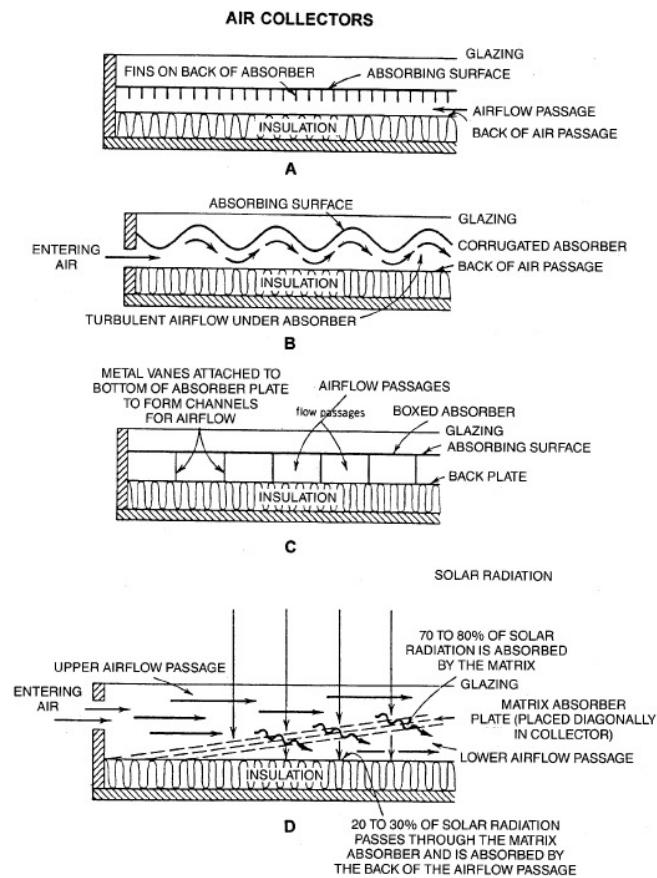 AIR COLLECTORS
GLAZING
FINS ON BACK OF ABSORBER
ABSORBING SURFACE
AIRFLOW PASSAGE
INSULATION
BACK OF AIR PASSAGE
A
ABSORBING SURFACE
GLAZING
ENTERING
AIR
CORRUGATED ABSORBER
BACK OF AIR PASSAGE
INSULATION
TURBULENT AIRFLOW UNDER ABSORBER
B
METAL VANES ATTACHED TO
BOTTOM OF ABSORBER PLATE
TO FORM CHANNELS
FOR AIRFLOW
AIRFLOW PASSAGES
flow passages
BOXED ABSORBER
GLAZING
ABSORBING SURFACE
BACK PLATE
INSULATION
C
SOLAR RADIATION
70 TO 80% OF SOLAR
RADIATION IS ABSORBED
BY THE MATRIX
UPPER AIRFLOW PASSAGE
GLAZING
ENTERING
AIR
MATRIX ABSORBER
PLATE (PLACED DIAGONALLY
IN COLLECTOR)
LOWER AIRFLOW PASSAGE
INSULATION
D
20 TO 30% OF SOLAR RADIATION
PASSES THROUGH THE MATRIX
ABSORBER AND IS ABSORBED BY
THE BACK OF THE AIRFLOW PASSAGE